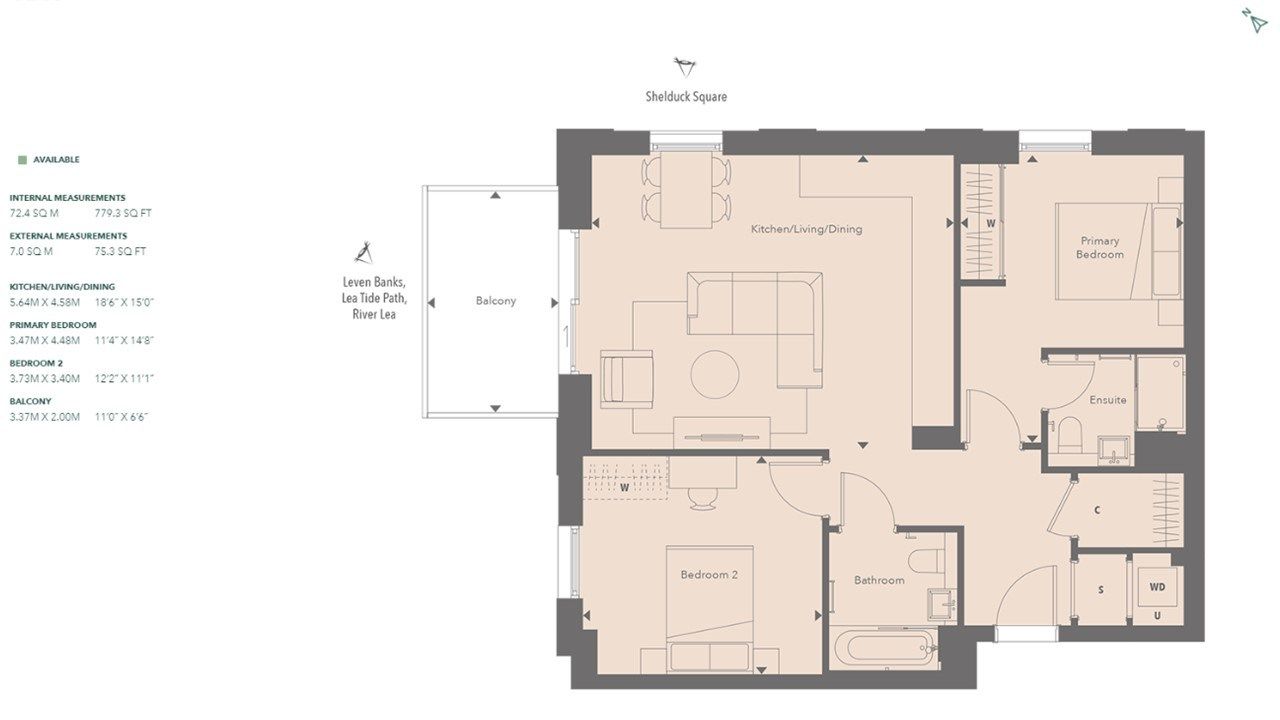 N
Shelduck Square
AVAILABLE
INTERNAL MEASUREMENTS
72.4 SQ M 779.3 SQ FT
EXTERNAL MEASUREMENTS
7.0 SQ M 75.3 SQ FT
KITCHEN/LIVING/DINING
5.64M X 4.58M 18'6" X 15'0"
PRIMARY BEDROOM
3.47M X 4.48M 11'4" X 14'8"
BEDROOM 2
3.73M X 3.40M 12'2" X 11'1"
BALCONY
3.37M X 2.00M 11'0" X 6'6"
Leven Banks,
Lea Tide Path,
River Lea
Balcony
Kitchen/Living/Dining
W
Primary
Bedroom
Ensuite
W
C
Bedroom 2
Bathroom
S
WD
U